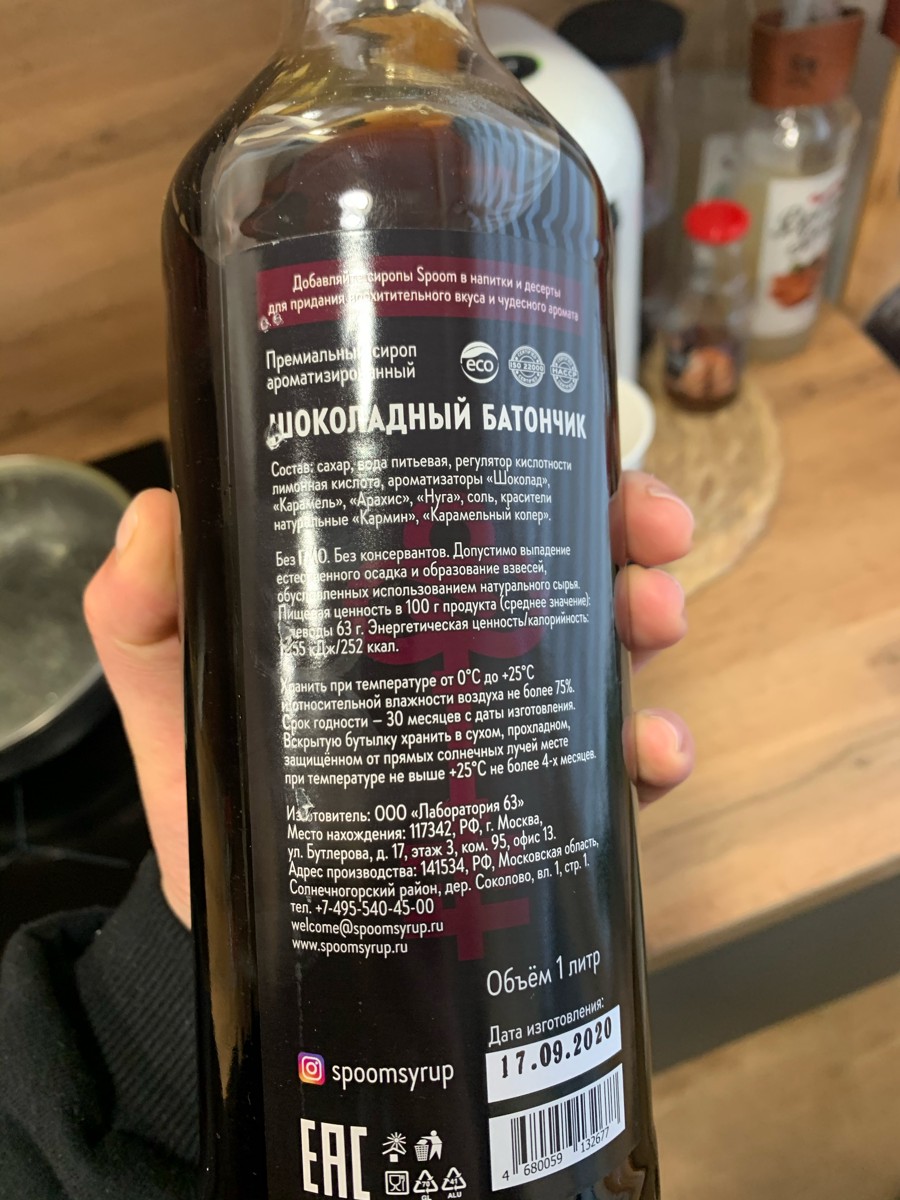 Добавляйте сиропы Spoom в напитки и десерты
для придания восхитительного вкуса и чудесного аромата
Премиальный сироп
ароматизированный
eco
ISO 22000
HACCP
ШОКОЛАДНЫЙ БАТОНЧИК
Состав: сахар, вода питьевая, регулятор кислотности
лимонная кислота, ароматизаторы «Шоколад»,
«Карамель», «Арахис», «Нуга», соль, красители
натуральные «Кармин», «Карамельный колер».
Без ГМО. Без консервантов. Допустимо выпадение
естественного осадка и образование взвесей,
обусловленных использованием натурального сырья.
Пищевая ценность в 100 г продукта (среднее значение):
углеводы 63 г. Энергетическая ценность/калорийность:
кДж/252 ккал.
Хранить при температуре от 0°C до +25°C
и относительной влажности воздуха не более 75%.
Срок годности – 30 месяцев с даты изготовления.
Вскрытую бутылку хранить в сухом, прохладном,
защищённом от прямых солнечных лучей месте
при температуре не выше +25°C не более 4-х месяцев.
Изготовитель: ООО «Лаборатория 63»
Место нахождения: 117342, РФ, г. Москва,
ул. Бутлерова, д. 17, этаж 3, ком. 95, офис 13.
Адрес производства: 141534, РФ, Московская область,
Солнечногорский район, дер. Соколово, вл. 1, стр. 1,
тел. +7-495-540-45-00
welcome@spoomsyrup.ru
www.spoomsyrup.ru
Объём 1 литр
Дата изготовления:
17.09.2020
spoomsyrup
EAC
70
GL
41
ALU
4 680059 132677